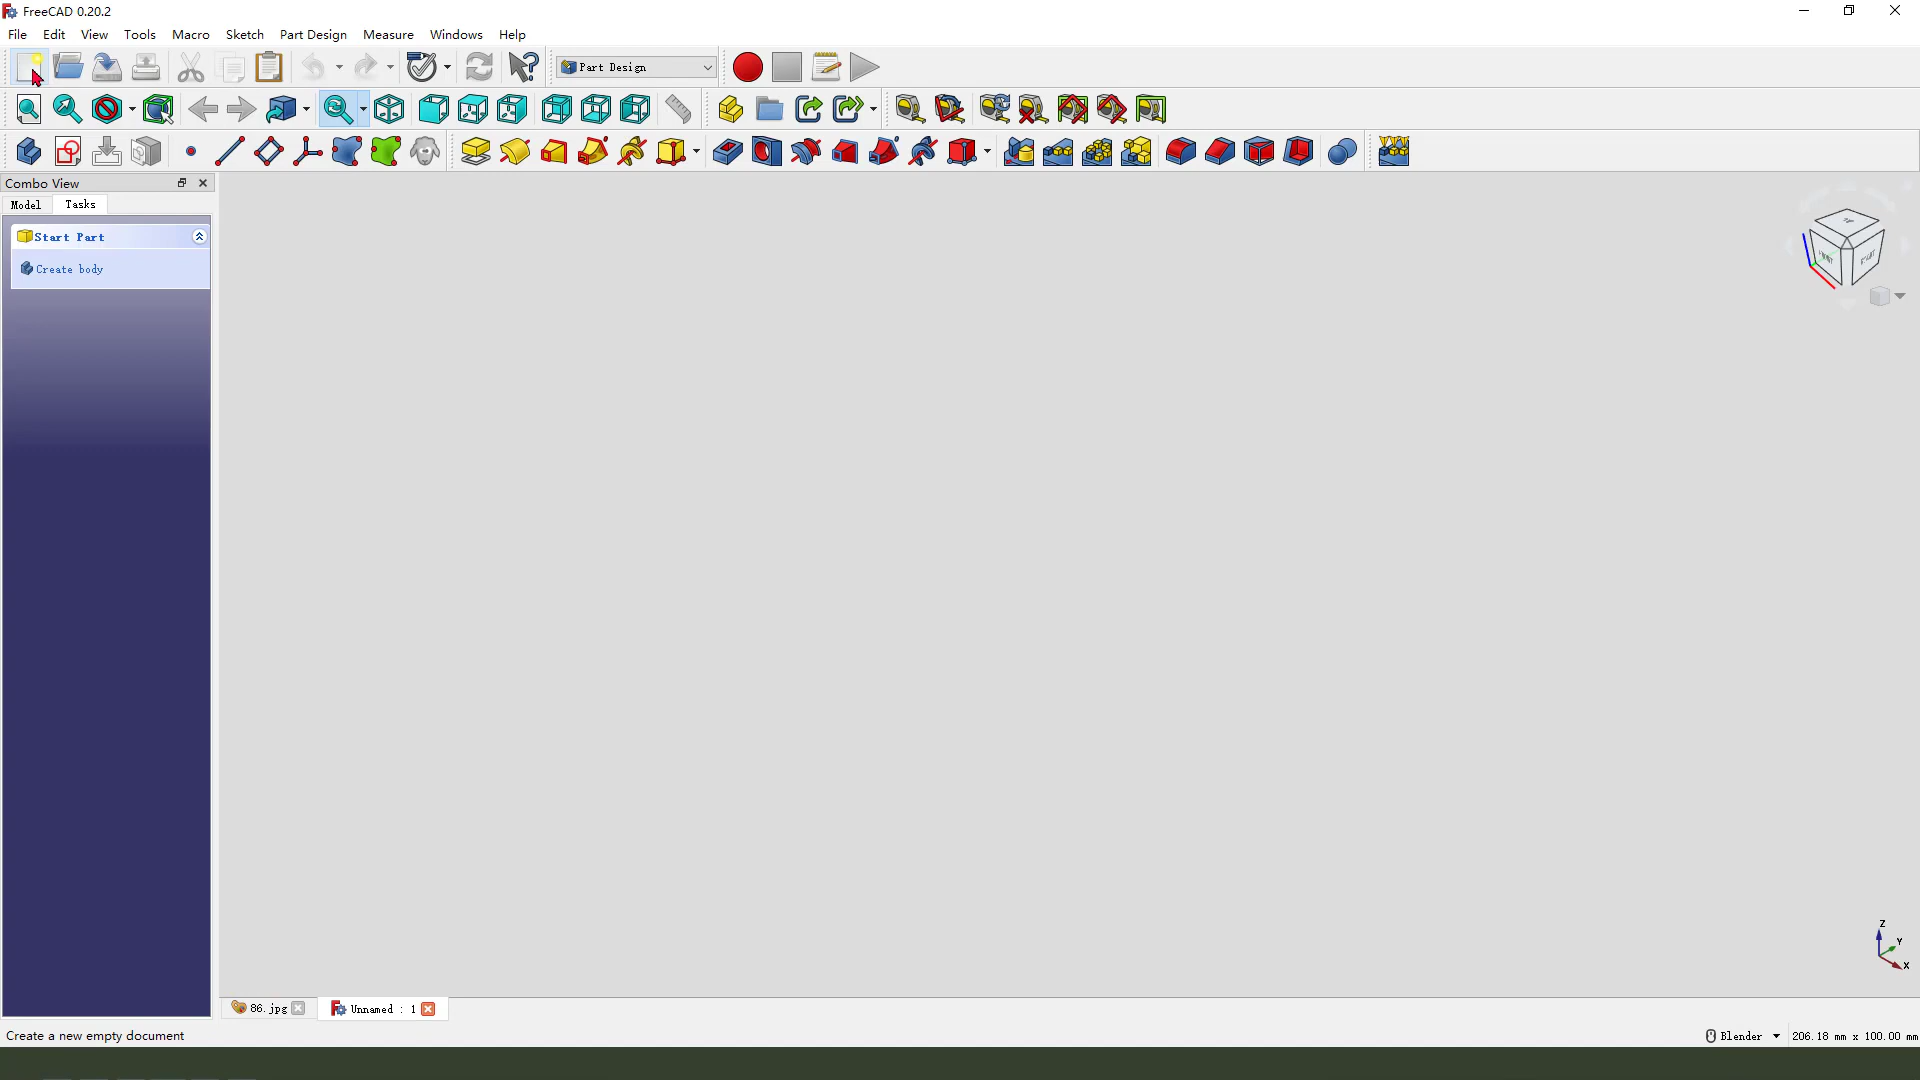 FreeCAD 0.20.2
File Edit View Tools Macro Sketch Part Design Measure Windows Help
Part Design
Combo View
Model Tasks
Start Part
Create body
TOP
FRONT
Z
Y
X
86.jpg
Unnamed : 1
Create a new empty document
Blender
206.18 mm x 100.00 mm